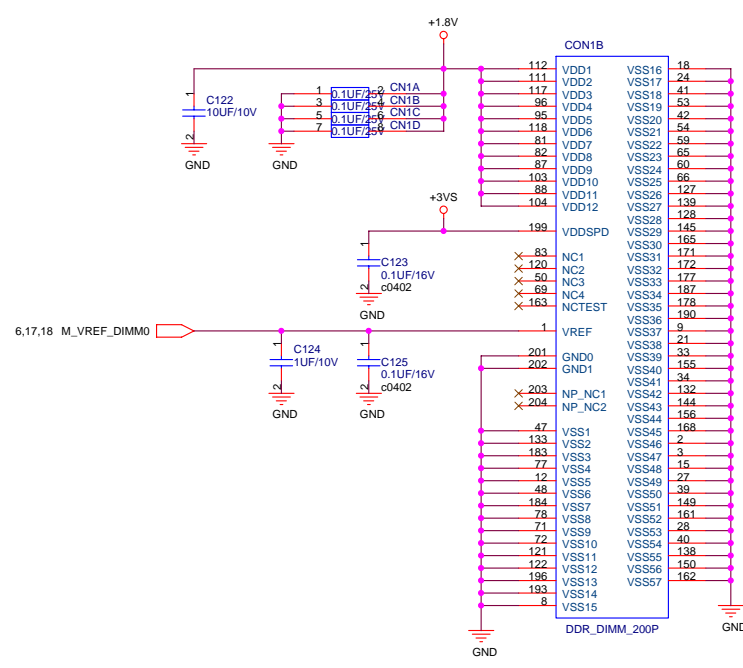 +1.8V
CON1B
112 VDD1 VSS16 18
111 VDD2 VSS17 24
117 VDD3 VSS18 41
96 VDD4 VSS19 53
95 VDD5 VSS20 42
118 VDD6 VSS21 54
81 VDD7 VSS22 59
82 VDD8 VSS23 65
87 VDD9 VSS24 60
103 VDD10 VSS25 66
88 VDD11 VSS26 127
104 VDD12 VSS27 139
VSS28 128
199 VDDSPD VSS29 145
VSS30 165
83 NC1 VSS31 171
120 NC2 VSS32 172
50 NC3 VSS33 177
69 NC4 VSS34 187
163 NCTEST VSS35 178
VSS36 190
1 VREF VSS37 9
VSS38 21
201 GND0 VSS39 33
202 GND1 VSS40 155
VSS41 34
203 NP_NC1 VSS42 132
204 NP_NC2 VSS43 144
VSS44 156
47 VSS1 VSS45 168
133 VSS2 VSS46 2
183 VSS3 VSS47 3
77 VSS4 VSS48 15
12 VSS5 VSS49 27
48 VSS6 VSS50 39
184 VSS7 VSS51 149
78 VSS8 VSS52 161
71 VSS9 VSS53 28
72 VSS10 VSS54 40
121 VSS11 VSS55 138
122 VSS12 VSS56 150
196 VSS13 VSS57 162
193 VSS14
8 VSS15
DDR_DIMM_200P
GND
GND
1 C122
10UF/10V
2
GND
1 0.1UF/25V 2 CN1A
3 0.1UF/25V 4 CN1B
5 0.1UF/25V 6 CN1C
7 0.1UF/25V 8 CN1D
GND
+3VS
1 C123
0.1UF/16V
2 c0402
GND
6,17,18 M_VREF_DIMM0
1 C124
1UF/10V
2
GND
1 C125
0.1UF/16V
2 c0402
GND